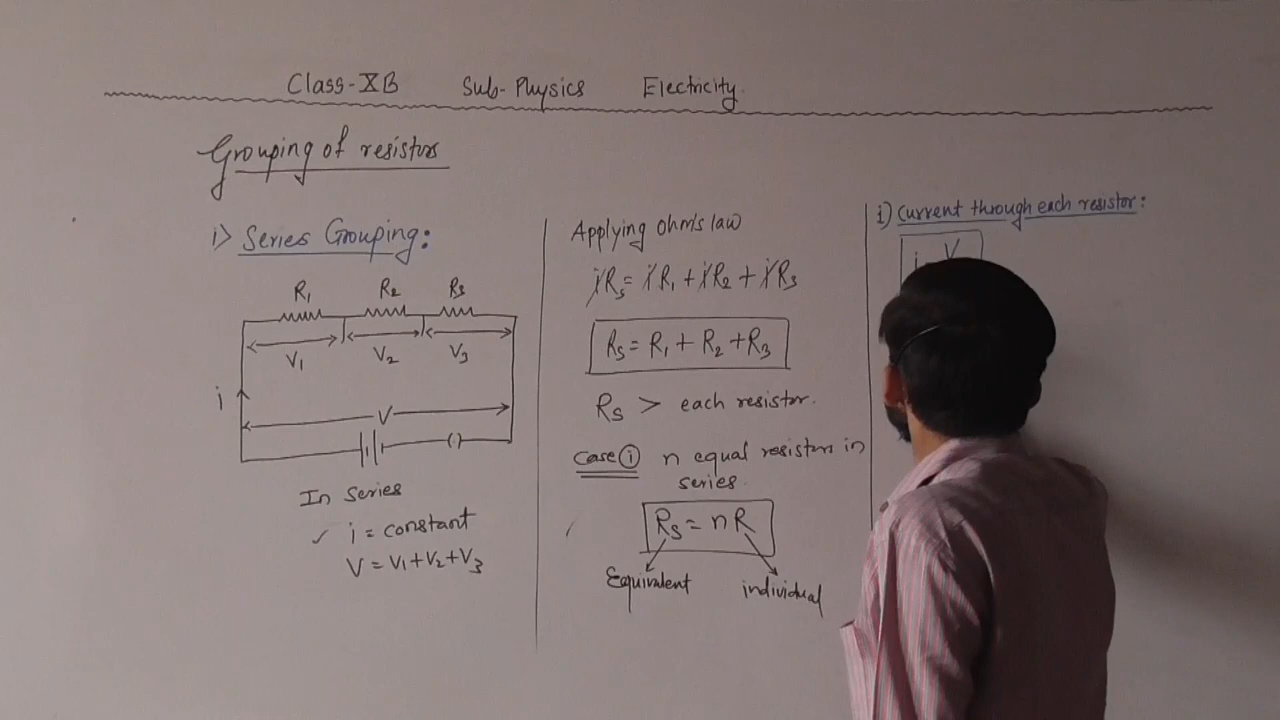 Class-XB Sub-Physics Electricity
Grouping of resistors
i> Series Grouping:
R₁ R₂ R₃
V₁ V₂ V₃
i
V
In Series
✓ i = constant
V = V₁+V₂+V₃
Applying ohm's law
iRₛ = iR₁ + iR₂ + iR₃
Rₛ = R₁ + R₂ + R₃
Rₛ > each resistor.
Case (i) n equal resistors in
series.
Rₛ = nR
Equivalent individual
i) Current through each resistor:
V